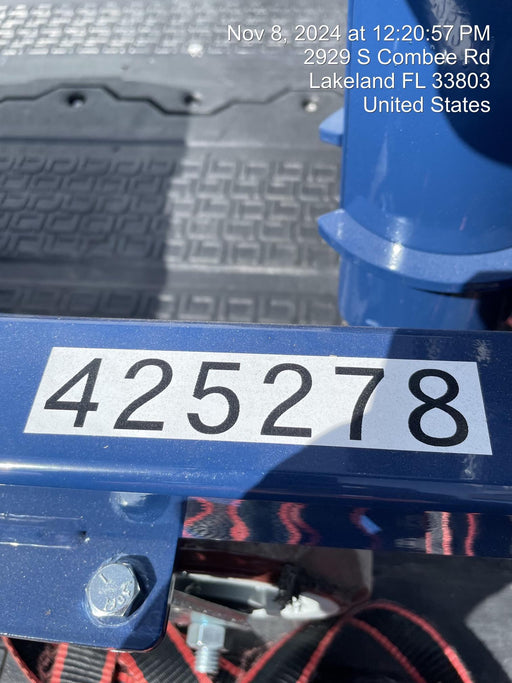 Nov 8, 2024 at 12:20:57 PM
2929 S Combee Rd
Lakeland FL 33803
United States
425278